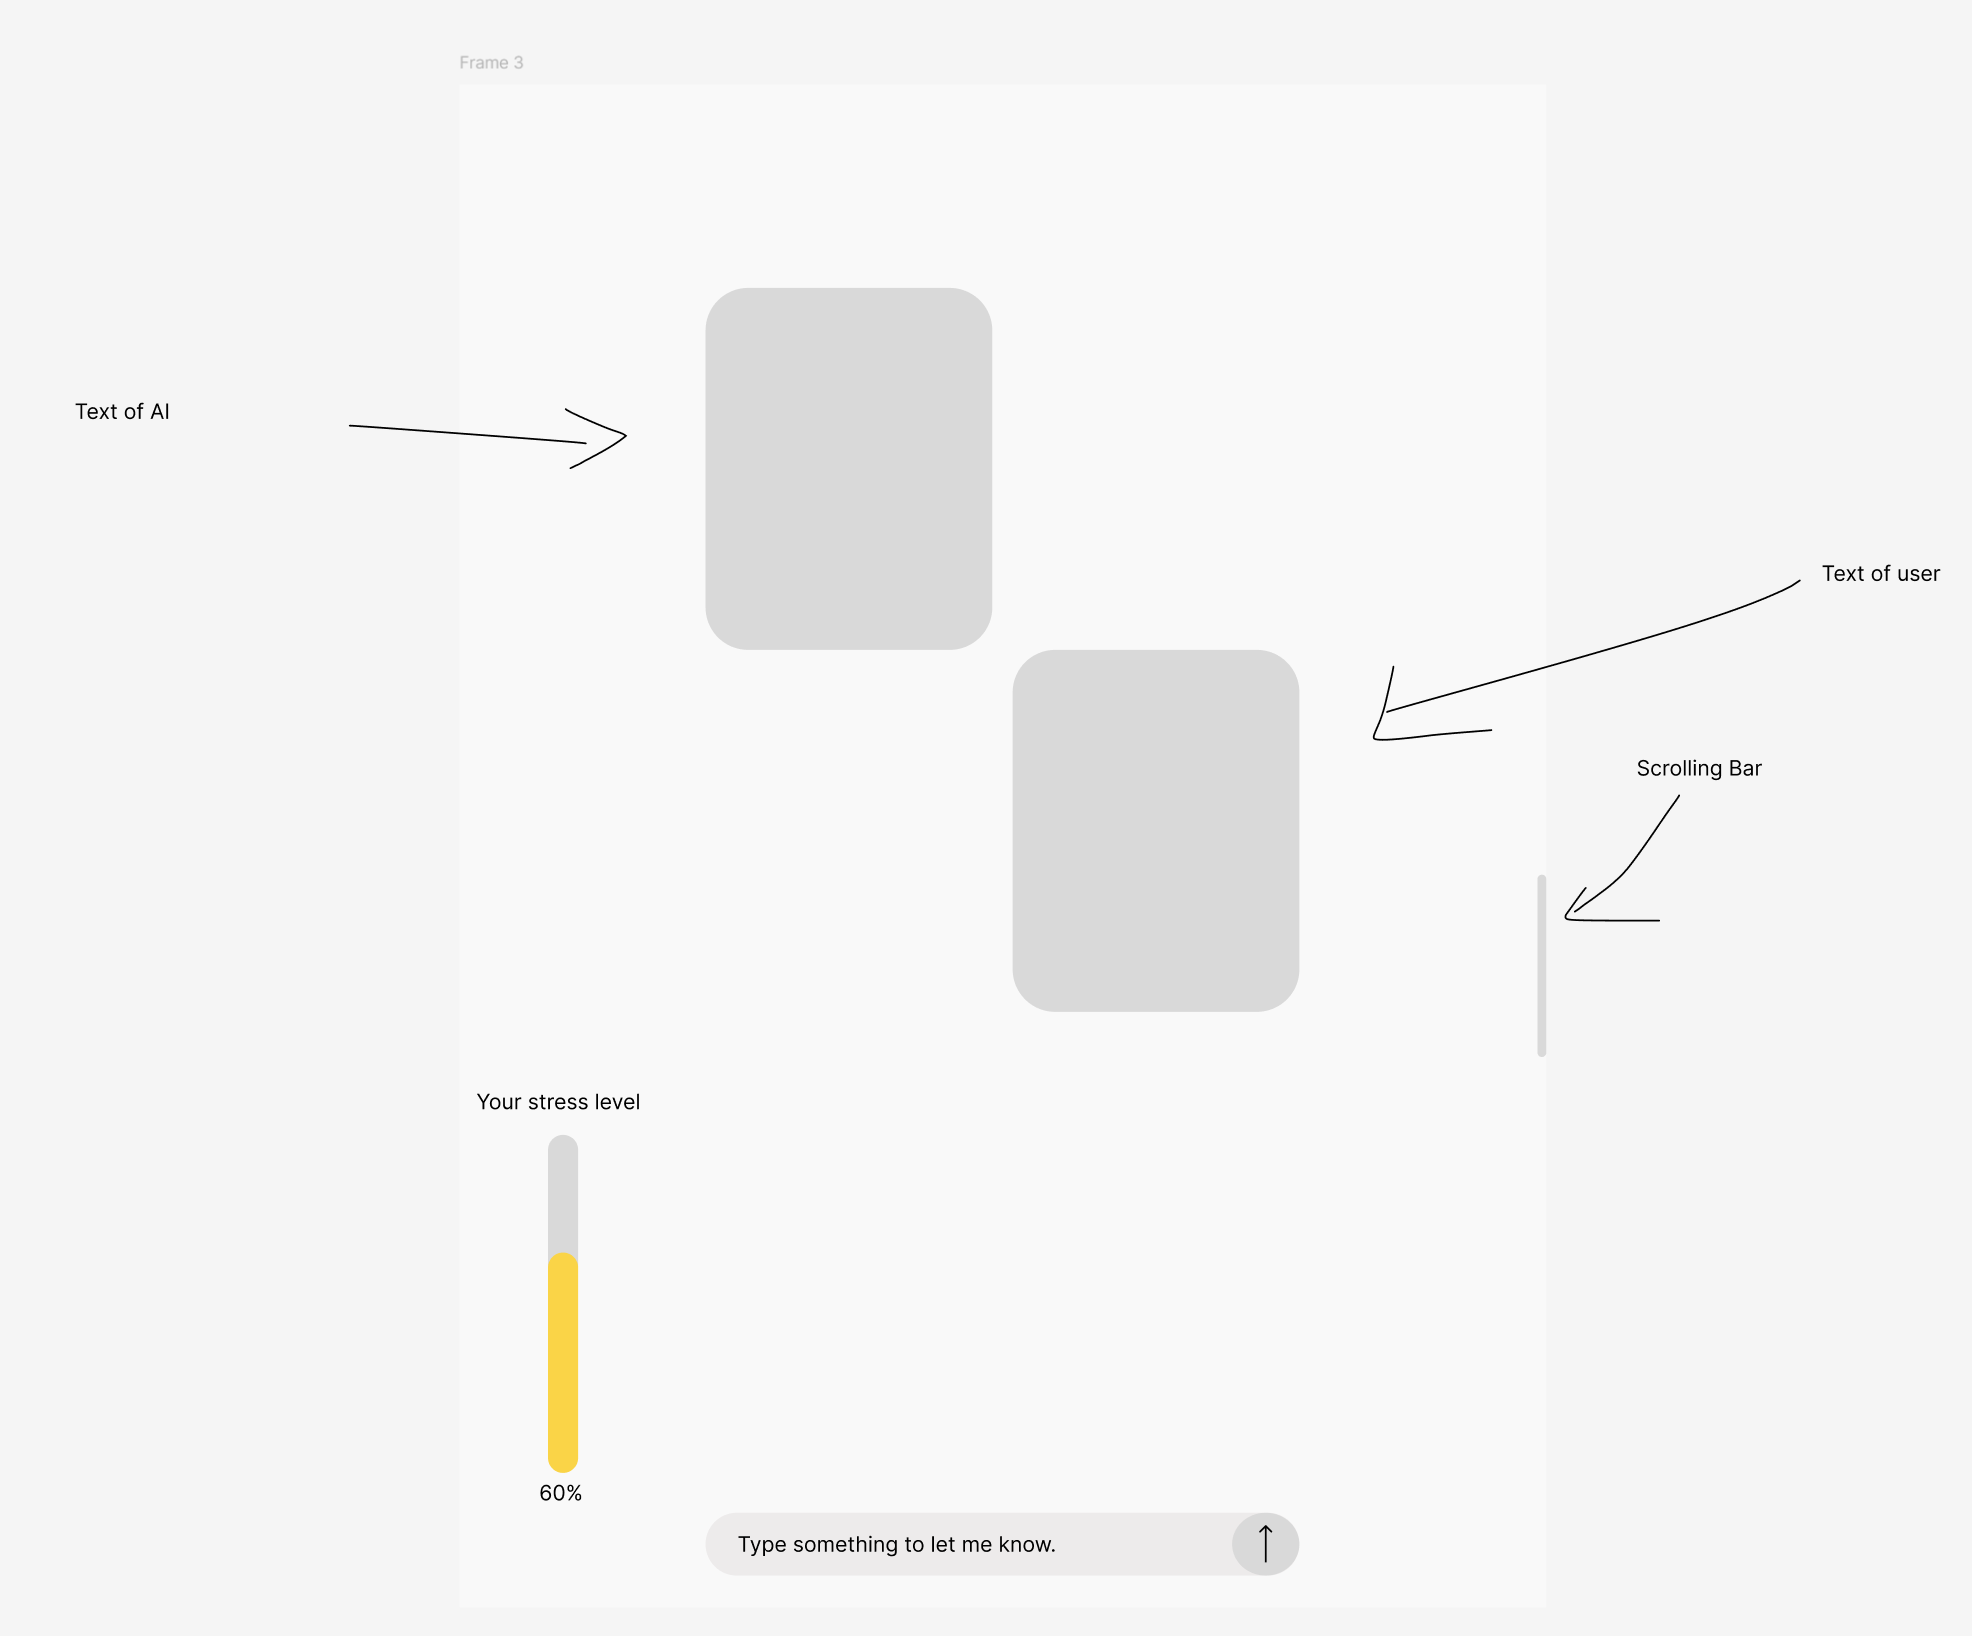 Frame 3
Text of AI
Text of user
Scrolling Bar
Your stress level
60%
Type something to let me know.